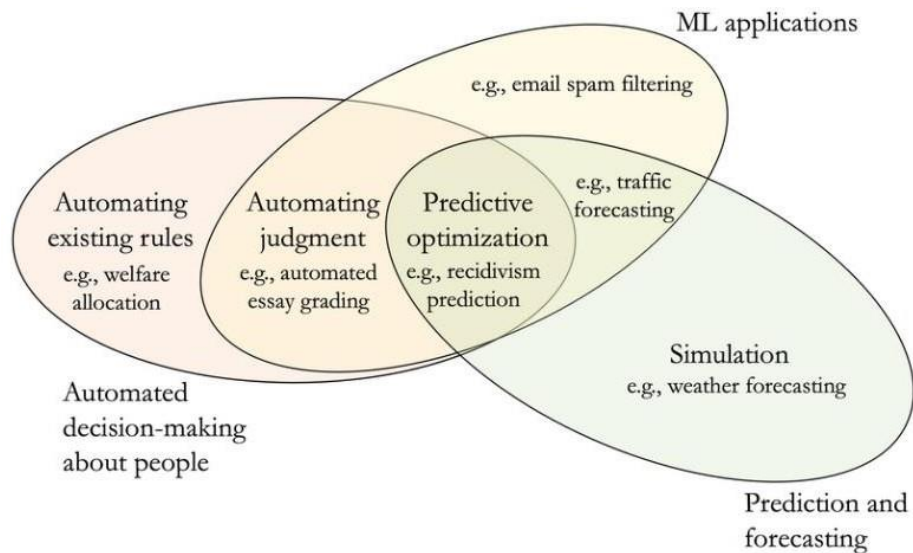 ML applications
e.g., email spam filtering
Automating
existing rules
e.g., welfare
allocation
Automating
judgment
e.g., automated
essay grading
Predictive
optimization
e.g., recidivism
prediction
e.g., traffic
forecasting
Simulation
e.g., weather forecasting
Automated
decision-making
about people
Prediction and
forecasting